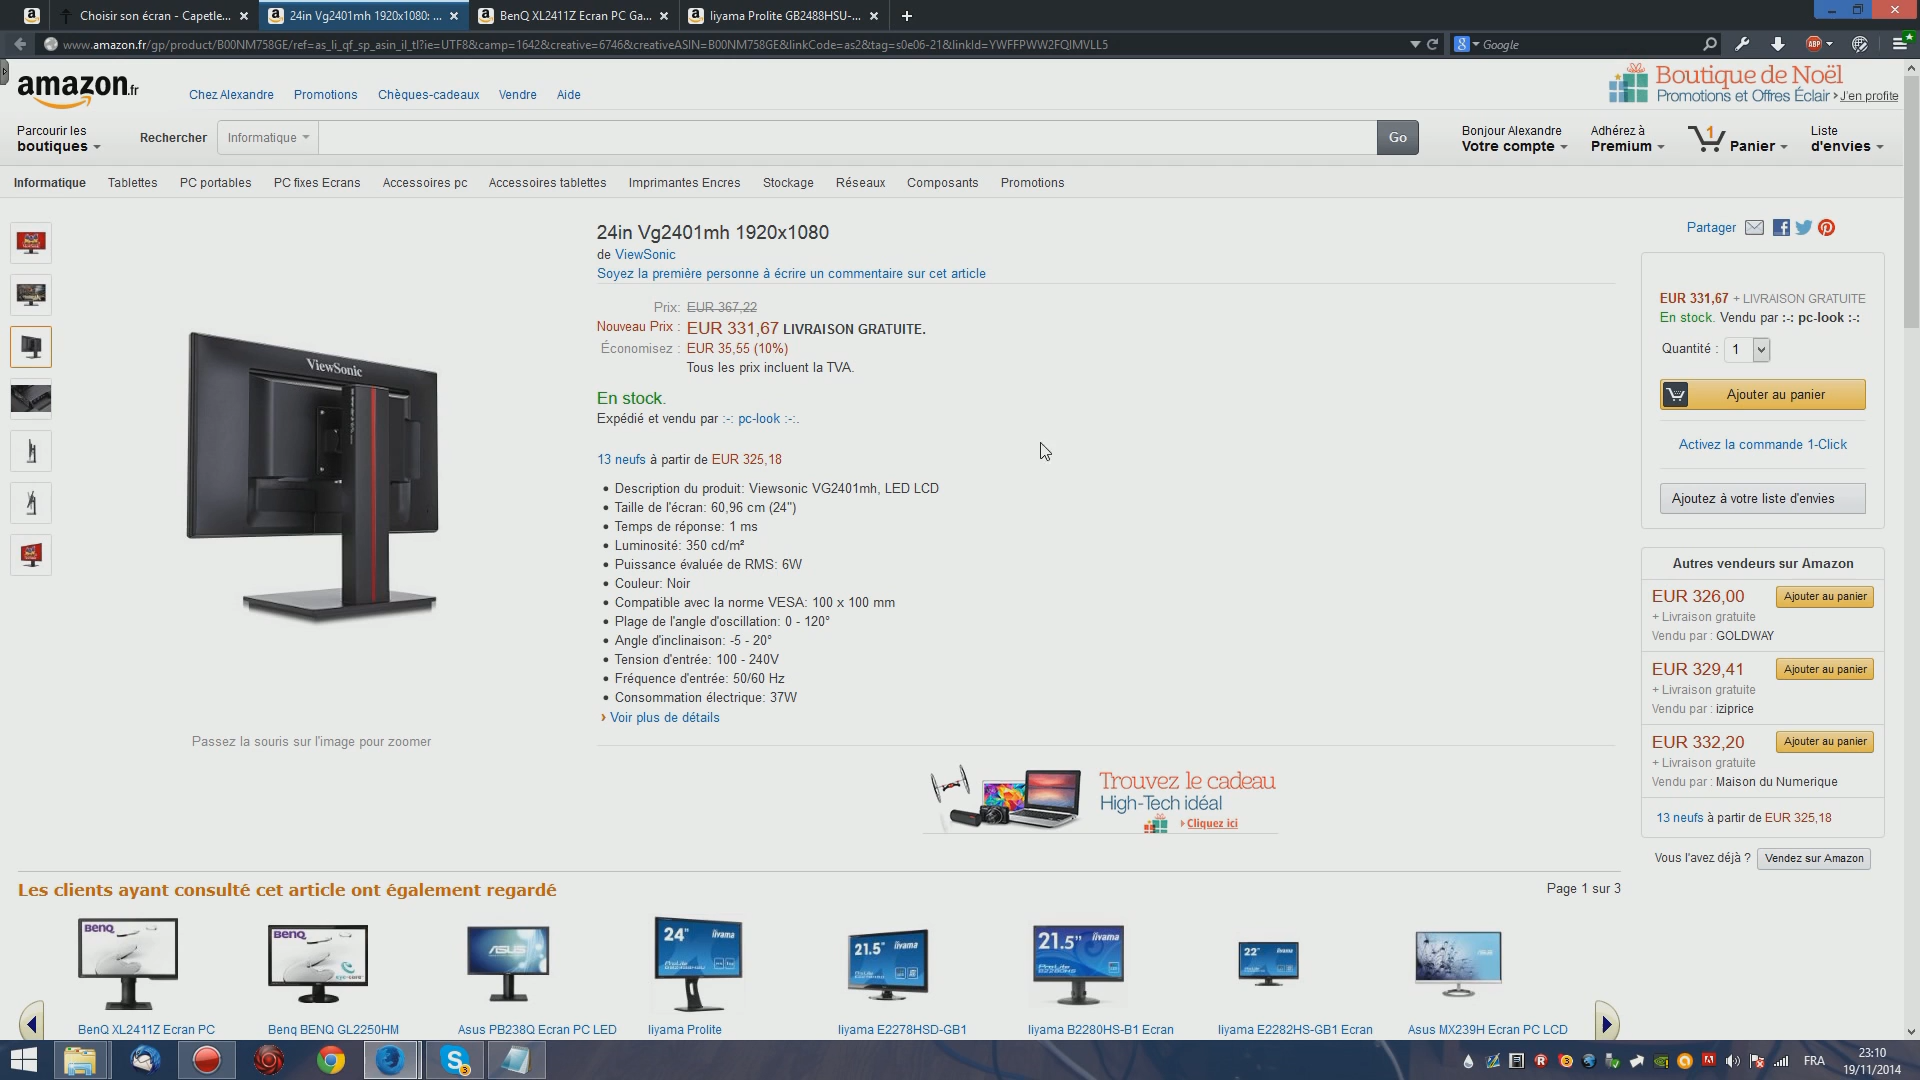 Choisir son écran - Capetle...
24in Vg2401mh 1920x1080: ...
BenQ XL2411Z Ecran PC Ga...
Iiyama Prolite GB2488HSU-...
www.amazon.fr/gp/product/B00NM758GE/ref=as_li_qf_sp_asin_il_tl?ie=UTF8&camp=1642&creative=6746&creativeASIN=B00NM758GE&linkCode=as2&tag=s0e06-21&linkId=YWFFPWW2FQIMVLL5
Google
ABP
amazon.fr
Chez Alexandre
Promotions
Chèques-cadeaux
Vendre
Aide
Boutique de Noël
Promotions et Offres Éclair › J'en profite
Parcourir les
boutiques
Rechercher
Informatique
Go
Bonjour Alexandre
Votre compte
Adhérez à
Premium
1
Panier
Liste
d'envies
Informatique
Tablettes
PC portables
PC fixes Ecrans
Accessoires pc
Accessoires tablettes
Imprimantes Encres
Stockage
Réseaux
Composants
Promotions
24in Vg2401mh 1920x1080
de ViewSonic
Soyez la première personne à écrire un commentaire sur cet article
Prix: EUR 367,22
Nouveau Prix : EUR 331,67 LIVRAISON GRATUITE.
Économisez : EUR 35,55 (10%)
Tous les prix incluent la TVA.
En stock.
Expédié et vendu par :-: pc-look :-:.
13 neufs à partir de EUR 325,18
• Description du produit: Viewsonic VG2401mh, LED LCD
• Taille de l'écran: 60,96 cm (24")
• Temps de réponse: 1 ms
• Luminosité: 350 cd/m²
• Puissance évaluée de RMS: 6W
• Couleur: Noir
• Compatible avec la norme VESA: 100 x 100 mm
• Plage de l'angle d'oscillation: 0 - 120°
• Angle d'inclinaison: -5 - 20°
• Tension d'entrée: 100 - 240V
• Fréquence d'entrée: 50/60 Hz
• Consommation électrique: 37W
› Voir plus de détails
ViewSonic
Passez la souris sur l'image pour zoomer
Partager
EUR 331,67 + LIVRAISON GRATUITE
En stock. Vendu par :-: pc-look :-:
Quantité : 1
Ajouter au panier
Activez la commande 1-Click
Ajoutez à votre liste d'envies
Autres vendeurs sur Amazon
EUR 326,00
Ajouter au panier
+ Livraison gratuite
Vendu par : GOLDWAY
EUR 329,41
Ajouter au panier
+ Livraison gratuite
Vendu par : iziprice
EUR 332,20
Ajouter au panier
+ Livraison gratuite
Vendu par : Maison du Numerique
13 neufs à partir de EUR 325,18
Vous l'avez déjà ? Vendez sur Amazon
Trouvez le cadeau
High-Tech idéal
Cliquez ici
Les clients ayant consulté cet article ont également regardé
Page 1 sur 3
BenQ
BenQ
eye-care
ASUS
24" iiyama
21.5" iiyama
21.5" iiyama
22" iiyama
BenQ XL2411Z Ecran PC
Benq BENQ GL2250HM
Asus PB238Q Ecran PC LED
Iiyama Prolite
Iiyama E2278HSD-GB1
Iiyama B2280HS-B1 Ecran
Iiyama E2282HS-GB1 Ecran
Asus MX239H Ecran PC LCD
FRA
23:10
19/11/2014